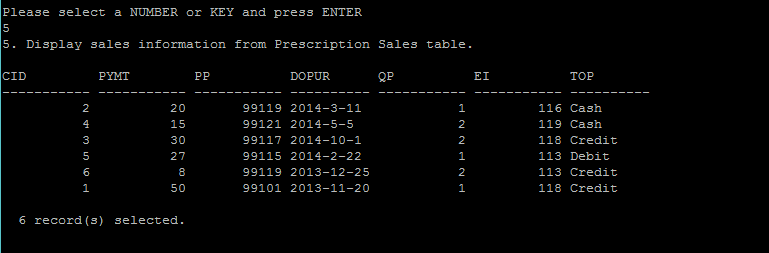 Please select a NUMBER or KEY and press ENTER
5
5. Display sales information from Prescription Sales table.
CID         PYMT        PP          DOPUR      QP          EI          TOP
----------- ----------- ----------- ---------- ----------- ----------- ----------
          2          20       99119 2014-3-11            1         116 Cash
          4          15       99121 2014-5-5             2         119 Cash
          3          30       99117 2014-10-1            2         118 Credit
          5          27       99115 2014-2-22            1         113 Debit
          6           8       99119 2013-12-25           2         113 Credit
          1          50       99101 2013-11-20           1         118 Credit
  6 record(s) selected.